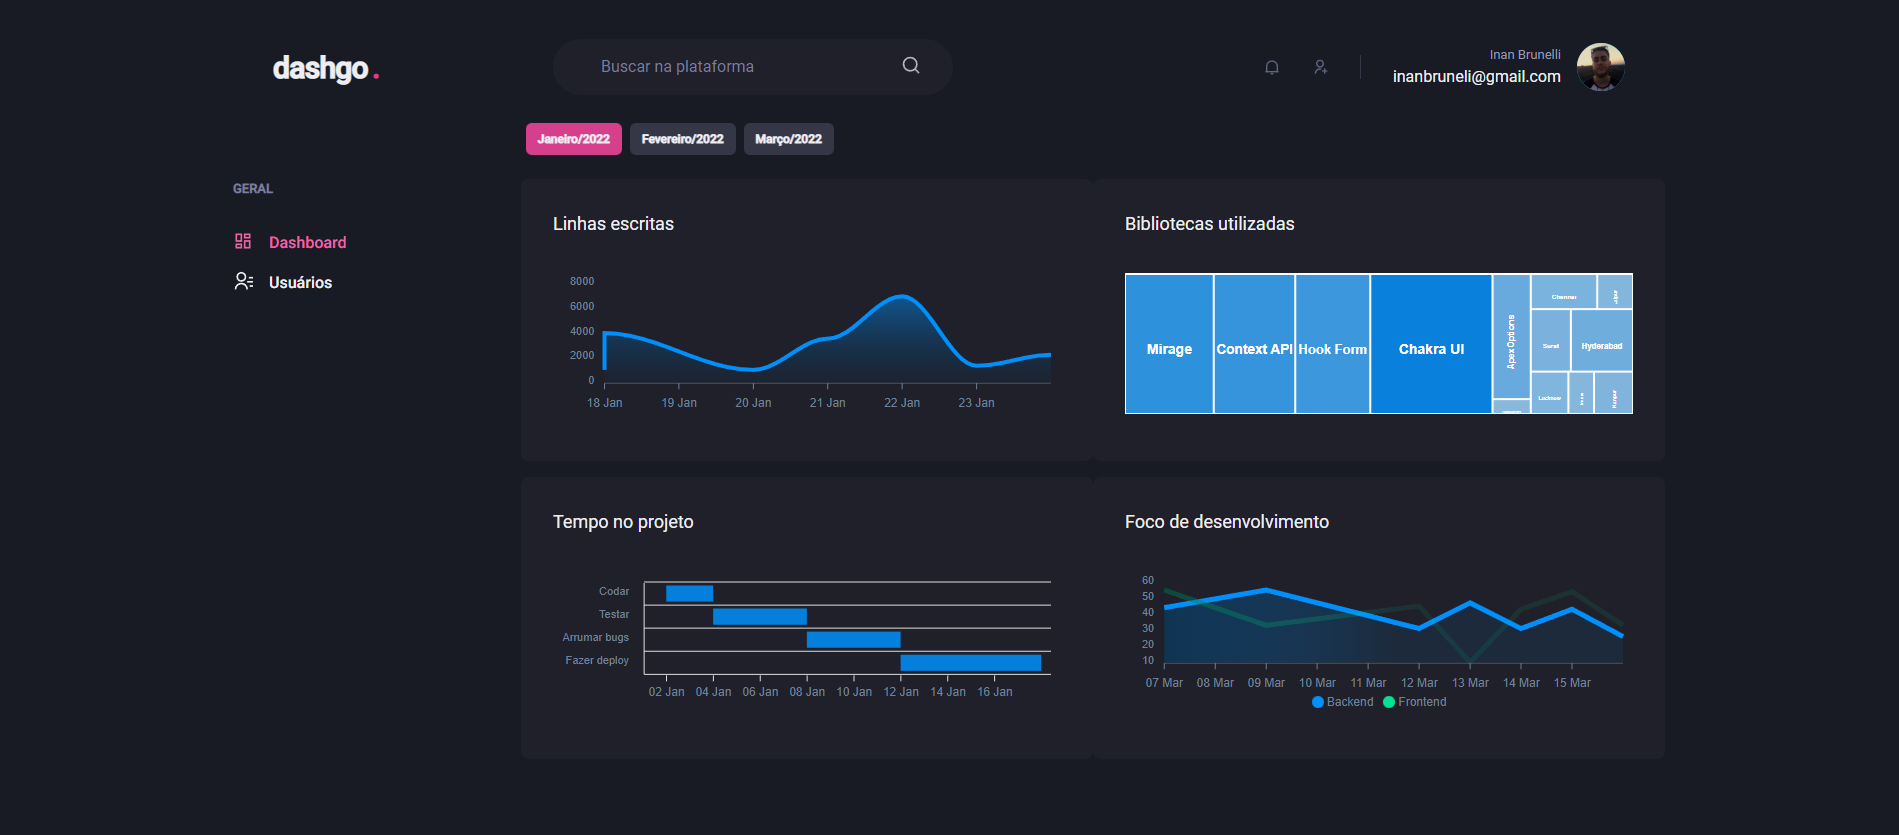 dashgo.
Buscar na plataforma
Inan Brunelli
inanbruneli@gmail.com
Janeiro/2022
Fevereiro/2022
Março/2022
GERAL
Dashboard
Usuários
Linhas escritas
8000
6000
4000
2000
0
18 Jan
19 Jan
20 Jan
21 Jan
22 Jan
23 Jan
Bibliotecas utilizadas
Mirage
Context API
Hook Form
Chakra UI
Apex Options
Chennai
Surat
Hyderabad
Lucknow
Kanpur
Tempo no projeto
Codar
Testar
Arrumar bugs
Fazer deploy
02 Jan
04 Jan
06 Jan
08 Jan
10 Jan
12 Jan
14 Jan
16 Jan
Foco de desenvolvimento
60
50
40
30
20
10
07 Mar
08 Mar
09 Mar
10 Mar
11 Mar
12 Mar
13 Mar
14 Mar
15 Mar
Backend
Frontend